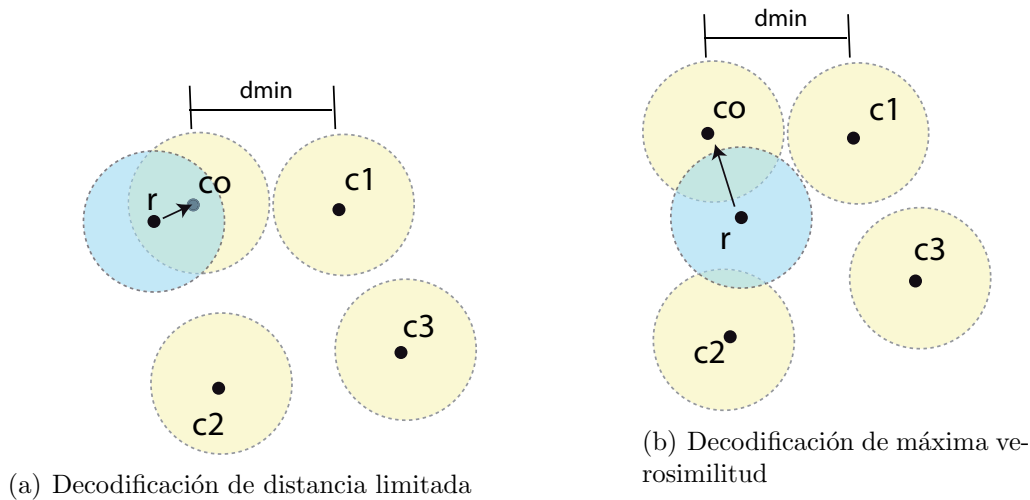 dmin
r
co
c1
c3
c2
(a) Decodificación de distancia limitada
dmin
co
c1
r
c3
c2
(b) Decodificación de máxima ve-
rosimilitud